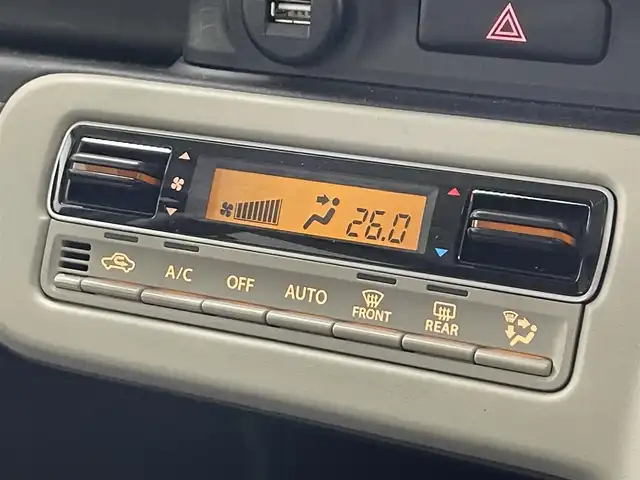 26.0
A/C OFF AUTO FRONT REAR